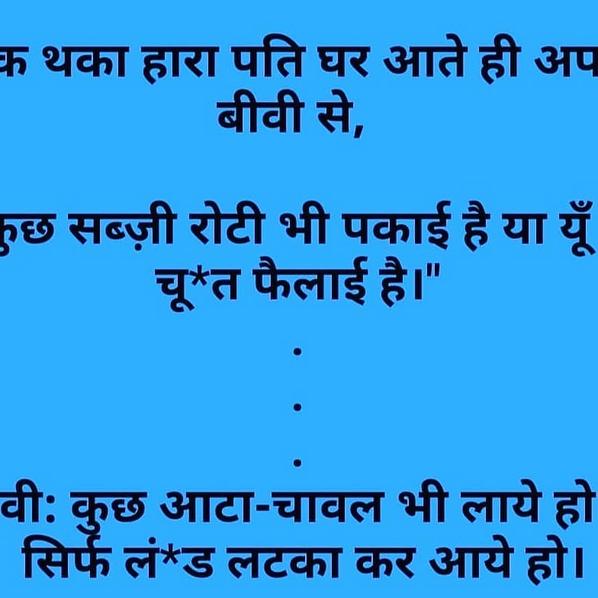 क थका हारा पति घर आते ही अप
बीवी से,
कुछ सब्ज़ी रोटी भी पकाई है या यूँ
चू*त फैलाई है।"
.
.
.
वी: कुछ आटा-चावल भी लाये हो
सिर्फ लं*ड लटका कर आये हो।